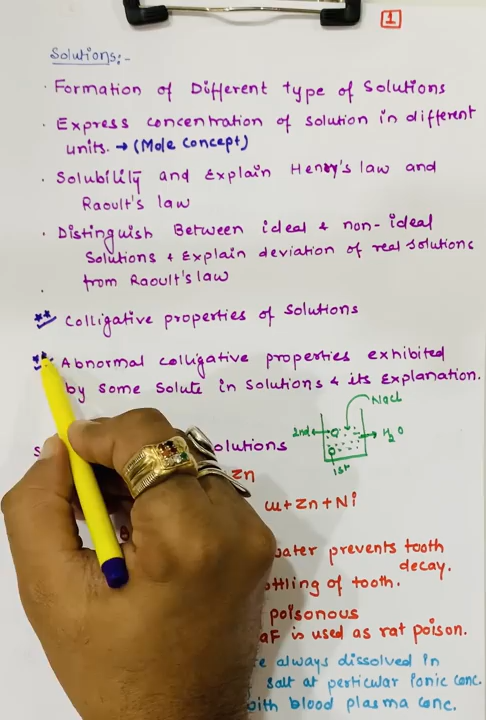 1
Solutions:-
· Formation of Different type of Solutions
· Express concentration of solution in different
units. → (Mole Concept)
· Solubility and Explain Henry's law and
Raoult's law
· Distinguish Between ideal & non-ideal
Solutions & Explain deviation of real solutions
from Raoult's law
** Colligative properties of Solutions
Abnormal colligative properties exhibited
by some Solute in Solutions & its Explanation.
NaCl
2nd
H2O
1st
olutions
Zn
Cu+Zn+Ni
water prevents tooth
decay.
ttling of tooth.
poisonous
aF is used as rat poison.
e always dissolved in
salt at perticular ionic conc.
with blood plasma conc.